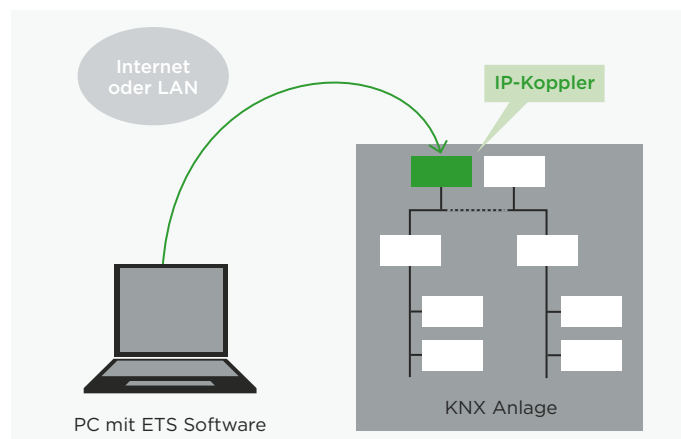 Internet
oder LAN
IP-Koppler
KNX Anlage
PC mit ETS Software